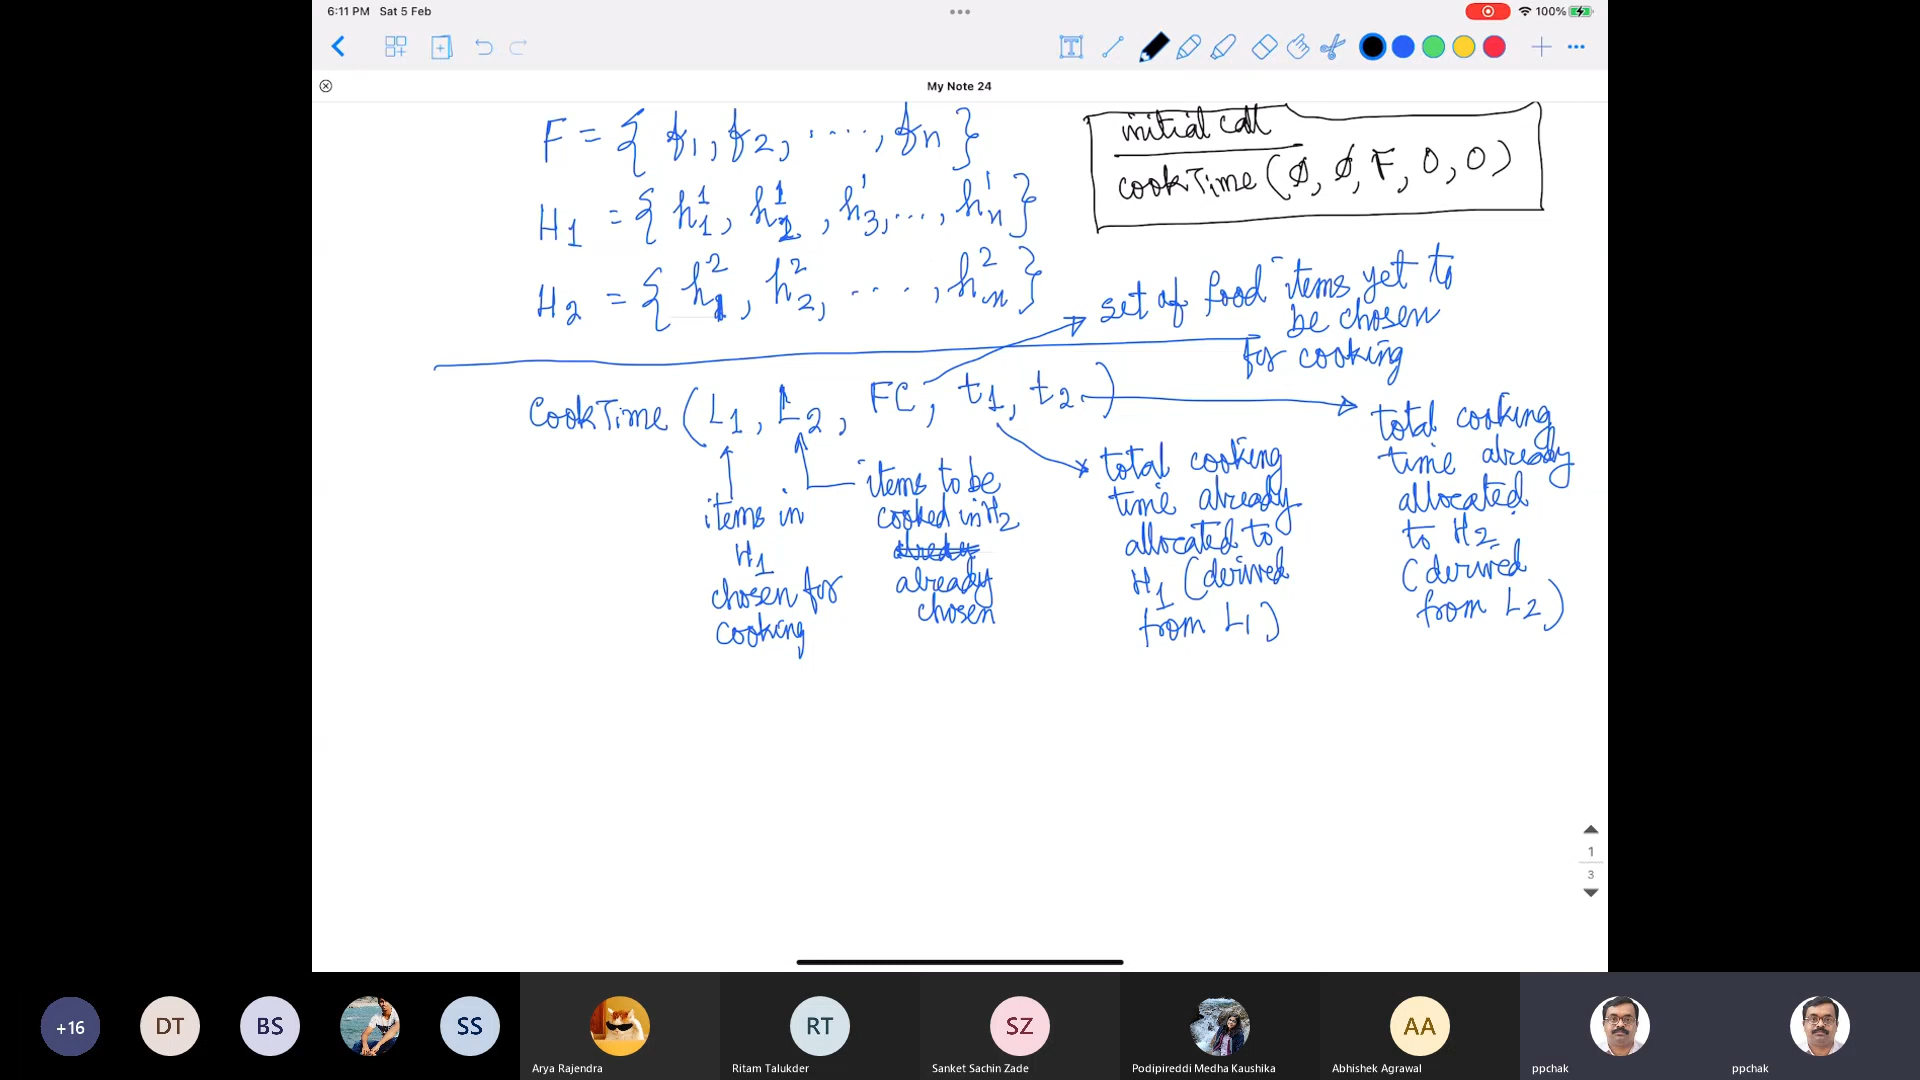 6:11 PM Sat 5 Feb
100%
My Note 24
F = { f1, f2, ....., fn }
H1 = { h₁¹, h₂¹, h₃¹, ..., hₙ¹ }
H2 = { h₁², h₂², ...., hₙ² }
initial call
cookTime (ϕ, ϕ, F, 0, 0)
set of food items yet to
be chosen
for cooking
CookTime (L1, L2, FC, t1, t2)
items in
H1
chosen for
cooking
items to be
cooked in H2
already
chosen
total cooking
time already
allocated to
H1 (derived
from L1)
total cooking
time already
allocated
to H2
(derived
from L2)
1
3
+16
DT
BS
SS
RT
SZ
AA
Arya Rajendra
Ritam Talukder
Sanket Sachin Zade
Podipireddi Medha Kaushika
Abhishek Agrawal
ppchak
ppchak